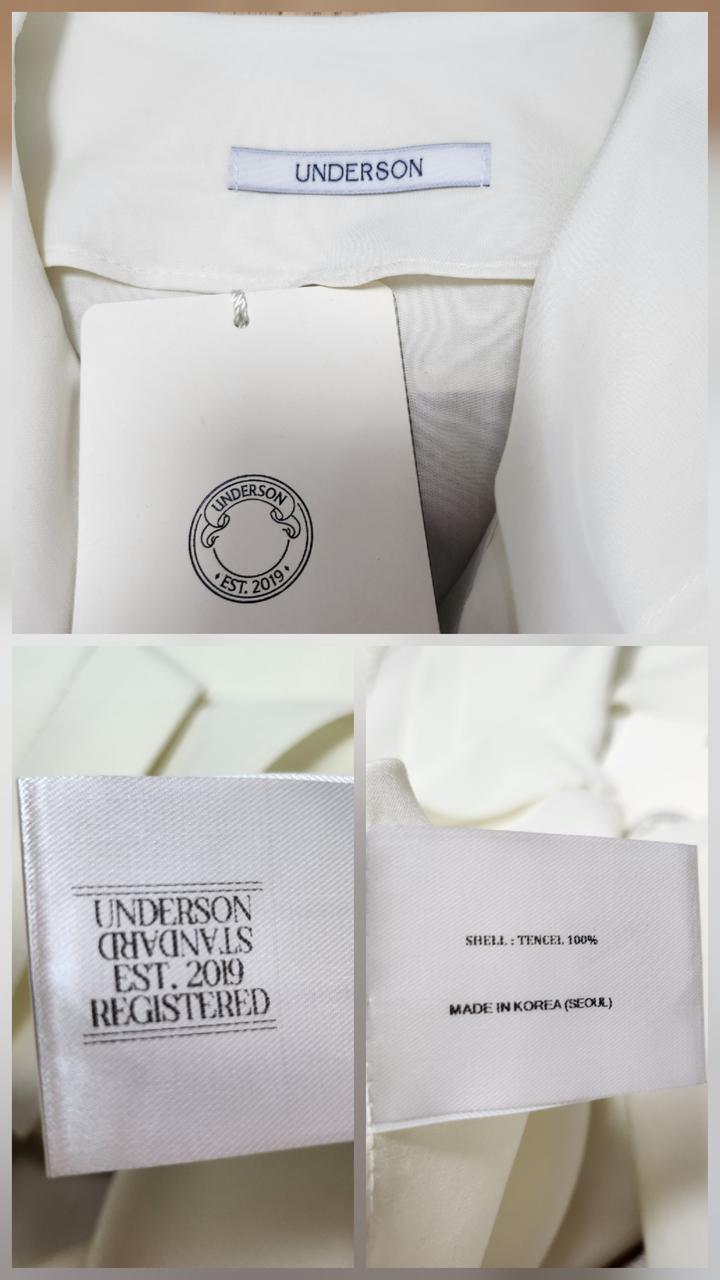 UNDERSON
UNDERSON
EST. 2019
UNDERSON
STANDARD
EST. 2019
REGISTERED
SHELL : TENCEL 100%
MADE IN KOREA (SEOUL)